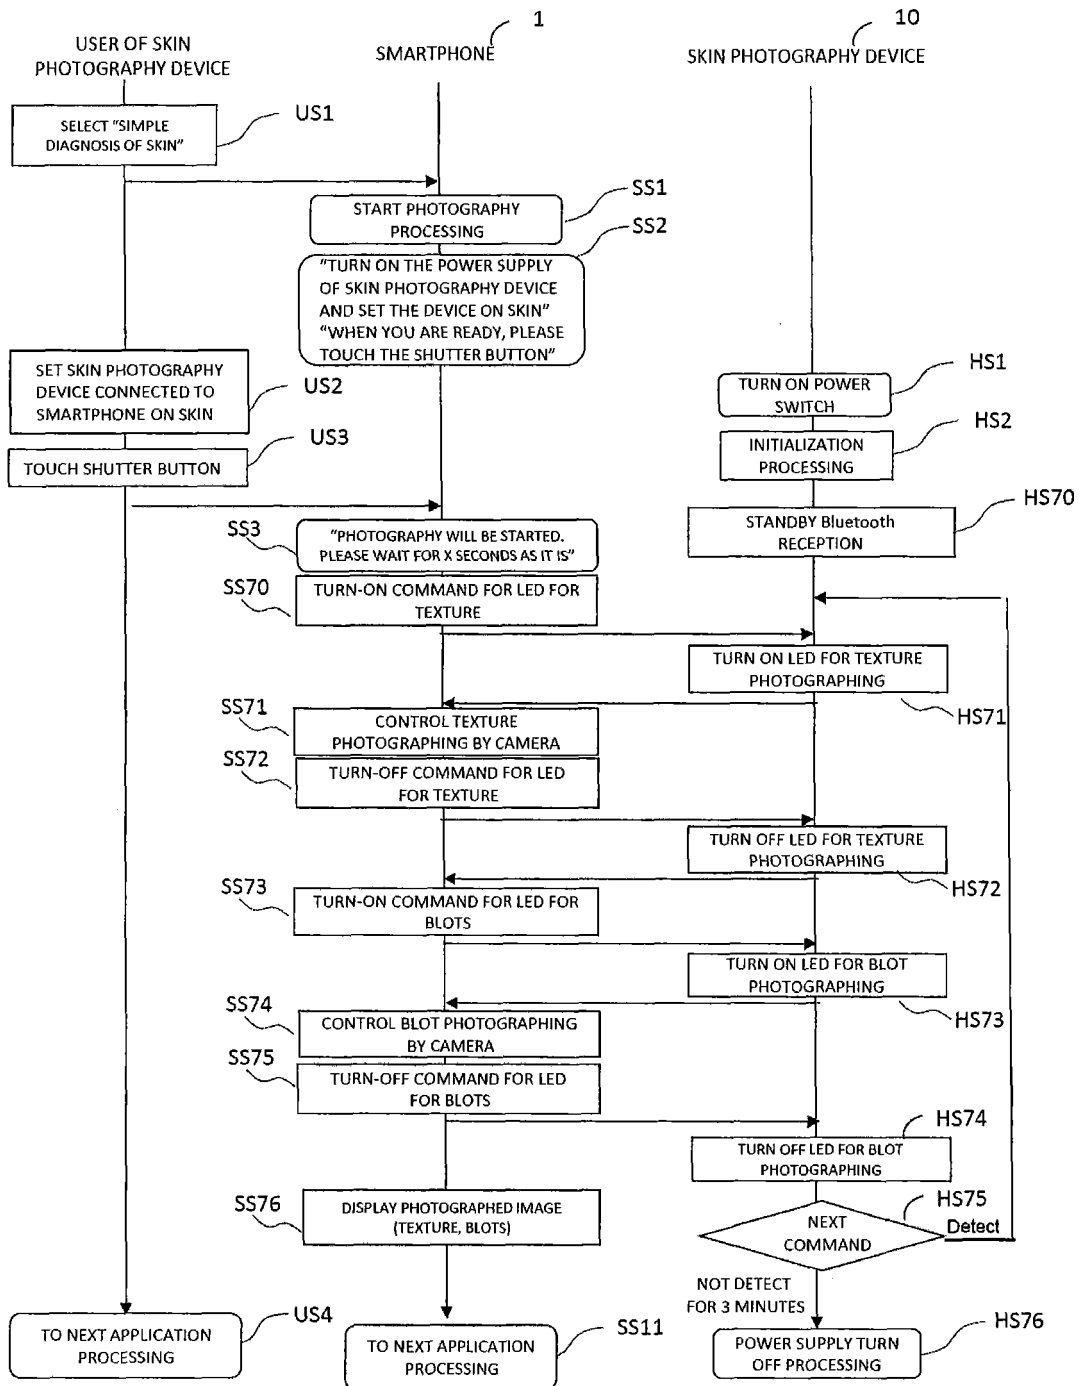 1
10
USER OF SKIN
PHOTOGRAPHY DEVICE
SMARTPHONE
SKIN PHOTOGRAPHY DEVICE
SELECT "SIMPLE
DIAGNOSIS OF SKIN"
US1
START PHOTOGRAPHY
PROCESSING
SS1
SS2
"TURN ON THE POWER SUPPLY
OF SKIN PHOTOGRAPHY DEVICE
AND SET THE DEVICE ON SKIN"
"WHEN YOU ARE READY, PLEASE
TOUCH THE SHUTTER BUTTON"
SET SKIN PHOTOGRAPHY
DEVICE CONNECTED TO
SMARTPHONE ON SKIN
US2
TURN ON POWER
SWITCH
HS1
HS2
INITIALIZATION
PROCESSING
US3
TOUCH SHUTTER BUTTON
HS70
STANDBY Bluetooth
RECEPTION
SS3
"PHOTOGRAPHY WILL BE STARTED.
PLEASE WAIT FOR X SECONDS AS IT IS"
SS70
TURN-ON COMMAND FOR LED FOR
TEXTURE
TURN ON LED FOR TEXTURE
PHOTOGRAPHING
HS71
SS71
CONTROL TEXTURE
PHOTOGRAPHING BY CAMERA
SS72
TURN-OFF COMMAND FOR LED
FOR TEXTURE
TURN OFF LED FOR TEXTURE
PHOTOGRAPHING
HS72
SS73
TURN-ON COMMAND FOR LED FOR
BLOTS
TURN ON LED FOR BLOT
PHOTOGRAPHING
HS73
SS74
CONTROL BLOT PHOTOGRAPHING
BY CAMERA
SS75
TURN-OFF COMMAND FOR LED
FOR BLOTS
HS74
TURN OFF LED FOR BLOT
PHOTOGRAPHING
SS76
DISPLAY PHOTOGRAPHED IMAGE
(TEXTURE, BLOTS)
HS75
NEXT
COMMAND
Detect
NOT DETECT
FOR 3 MINUTES
US4
TO NEXT APPLICATION
PROCESSING
SS11
TO NEXT APPLICATION
PROCESSING
HS76
POWER SUPPLY TURN
OFF PROCESSING